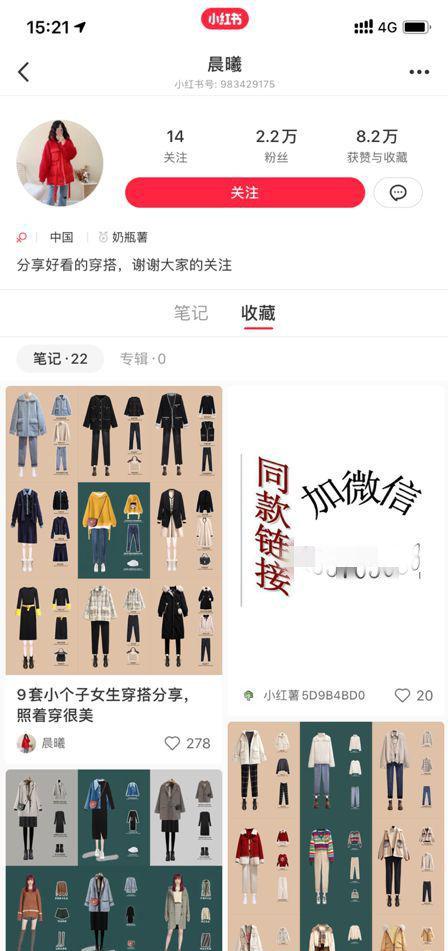 15:21
小红书
4G
晨曦
小红书号: 983429175
14
2.2万
8.2万
关注
粉丝
获赞与收藏
关注
中国
奶瓶薯
分享好看的穿搭，谢谢大家的关注
笔记
收藏
笔记·22
专辑·0
同款链接
加微信
9套小个子女生穿搭分享，
照着穿很美
晨曦
278
小红薯5D9B4BD0
20